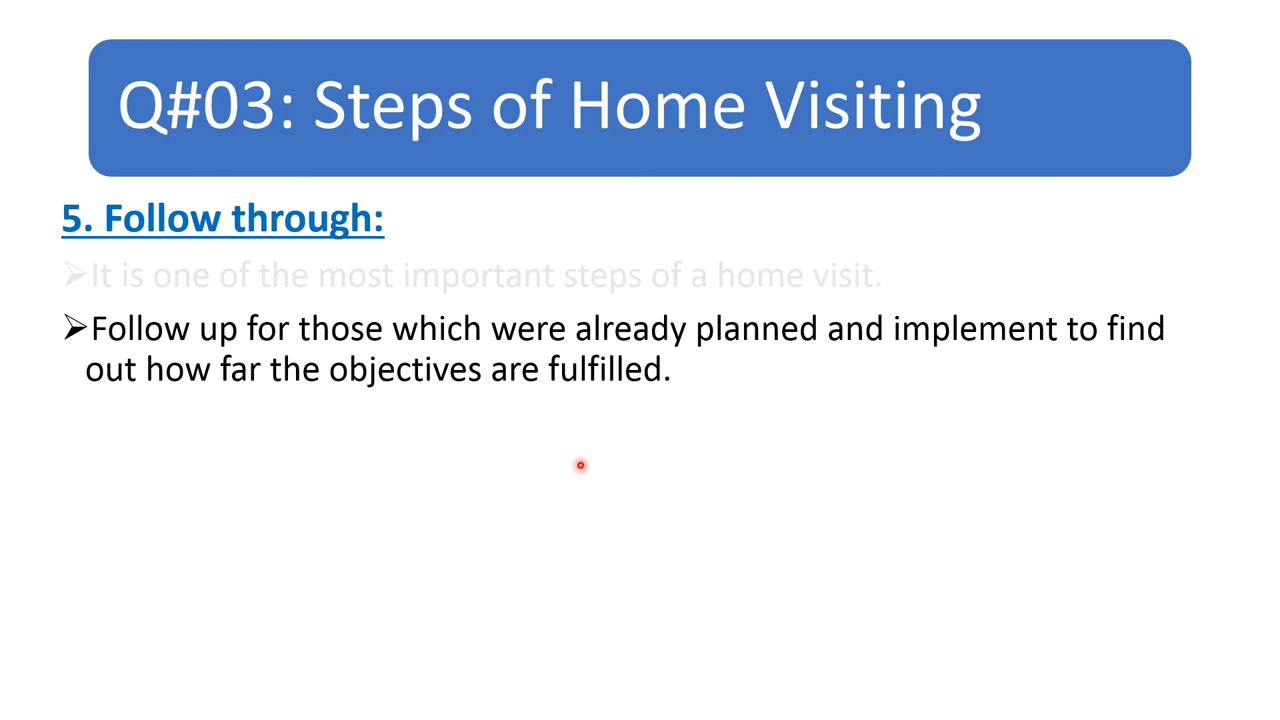 Q#03: Steps of Home Visiting
5. Follow through:
➢It is one of the most important steps of a home visit.
➢Follow up for those which were already planned and implement to find
out how far the objectives are fulfilled.